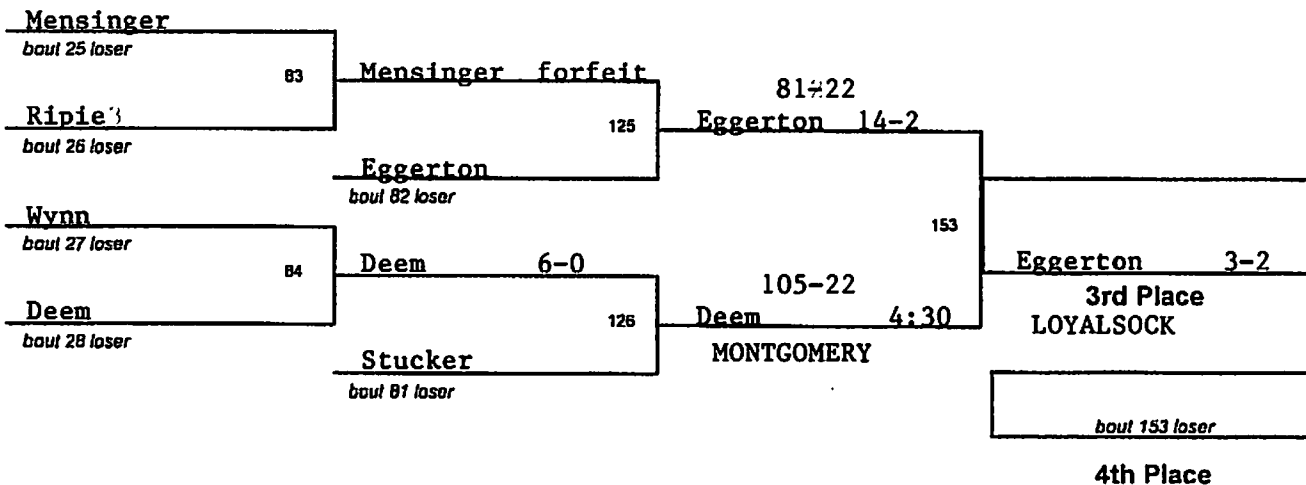 Mensinger
bout 25 loser
83
Mensinger forfeit
Ripie
bout 26 loser
125
81-22
Eggerton 14-2
Eggerton
bout 82 loser
Wynn
bout 27 loser
153
84
Deem 6-0
Eggerton 3-2
3rd Place
LOYALSOCK
Deem
bout 28 loser
126
105-22
Deem 4:30
MONTGOMERY
Stucker
bout 81 loser
bout 153 loser
4th Place